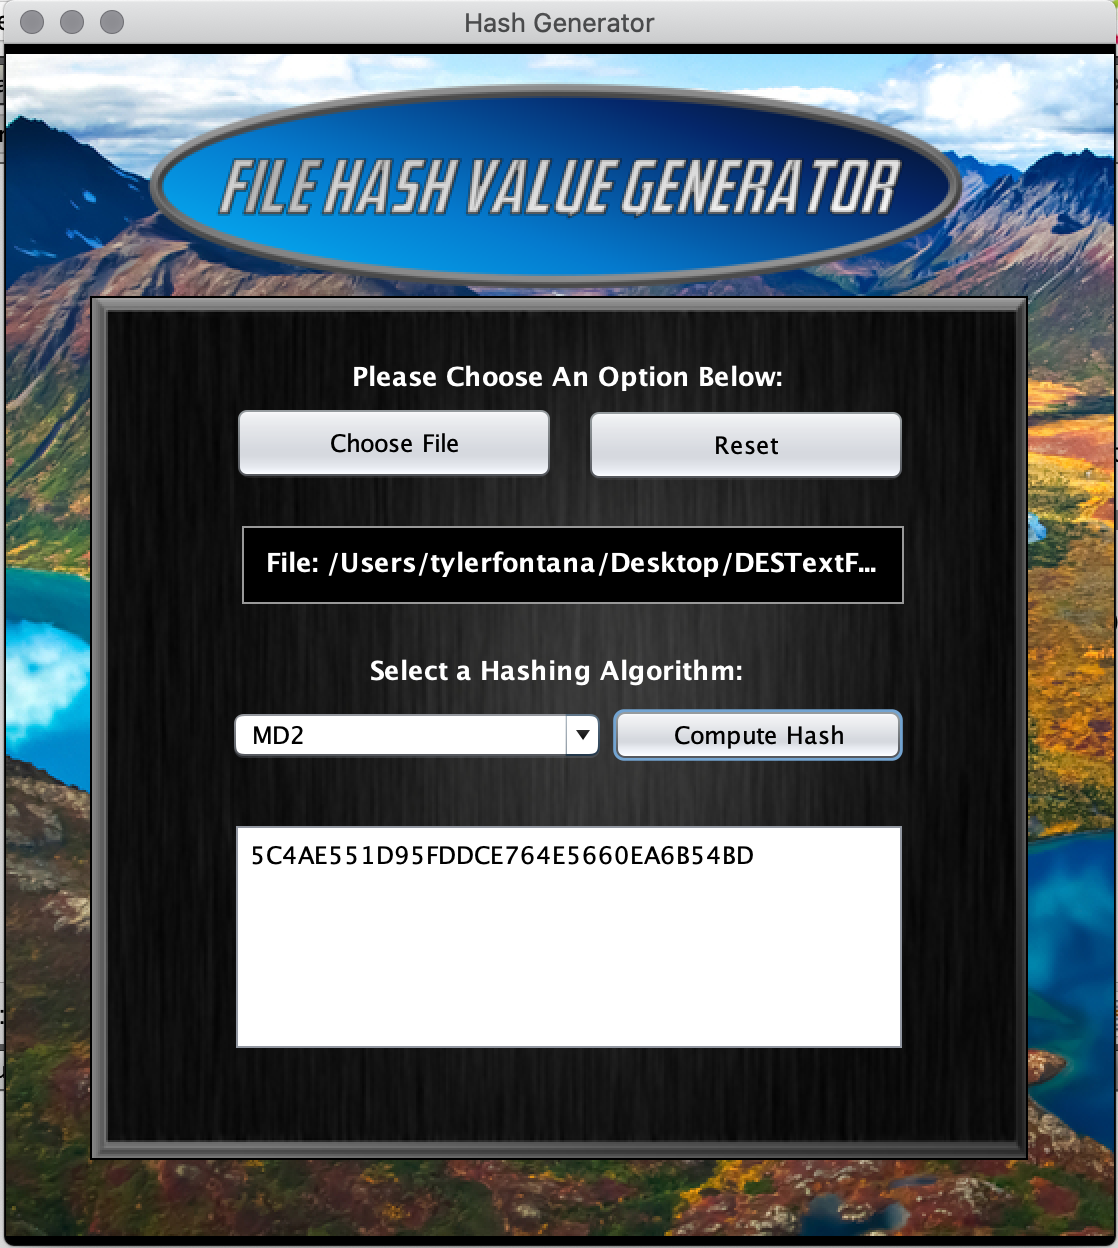 Hash Generator
FILE HASH VALUE GENERATOR
Please Choose An Option Below:
Choose File
Reset
File: /Users/tylerfontana/Desktop/DESTextF...
Select a Hashing Algorithm:
MD2
Compute Hash
5C4AE551D95FDDCE764E5660EA6B54BD